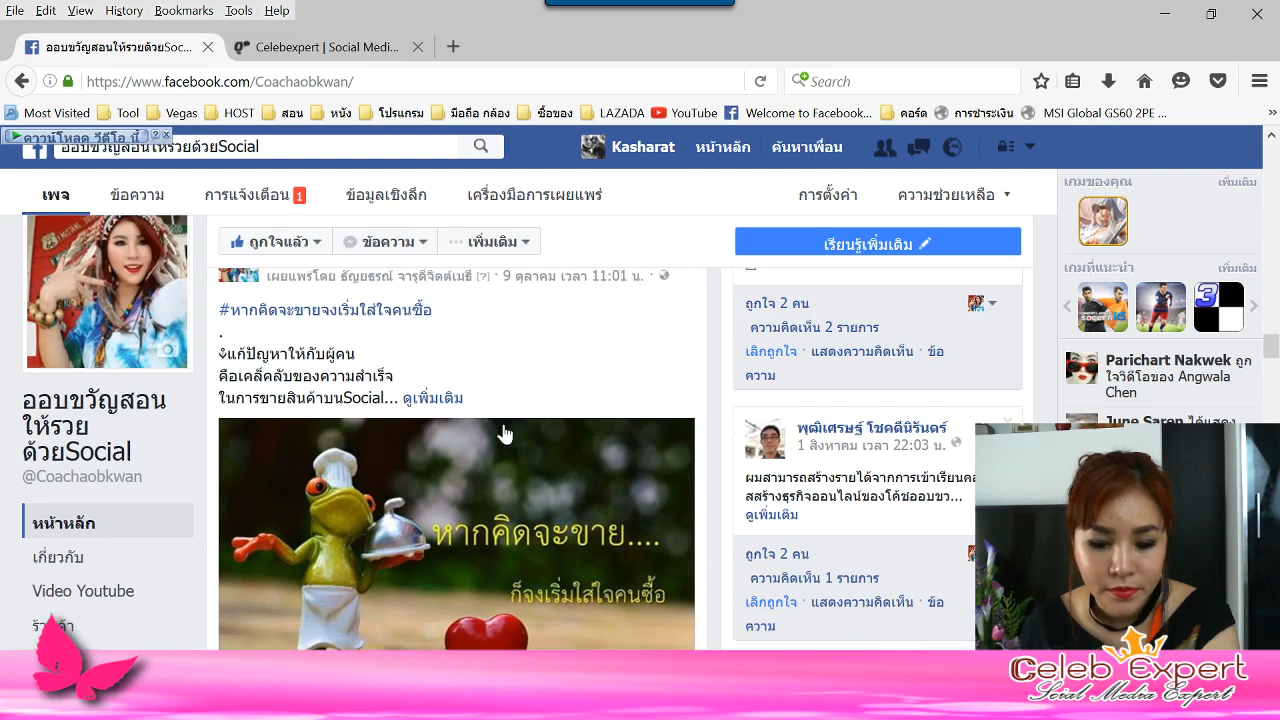 File Edit View History Bookmarks Tools Help
ออบขวัญสอนให้รวยด้วยSoc...
Celebexpert | Social Medi...
https://www.facebook.com/Coachaobkwan/
Search
Most Visited Tool Vegas HOST สอน หนัง โปรแกรม มือถือ กล้อง ซื้อของ LAZADA YouTube Welcome to Facebook... คอร์ด การชำระเงิน MSI Global GS60 2PE ...
ดาวน์โหลด วีดีโอ นี้
ออบขวัญสอนให้รวยด้วยSocial
Kasharat หน้าหลัก ค้นหาเพื่อน
เพจ ข้อความ การแจ้งเตือน 1 ข้อมูลเชิงลึก เครื่องมือการเผยแพร่ การตั้งค่า ความช่วยเหลือ
ถูกใจแล้ว ข้อความ ··· เพิ่มเติม
เรียนรู้เพิ่มเติม
เผยแพร่โดย ธัญยธรณ์ จารุดีจิตต์เมธี [?] · 9 ตุลาคม เวลา 11:01 น. ·
#หากคิดจะขายจงเริ่มใส่ใจคนซื้อ
.
แก้ปัญหาให้กับผู้คน
คือเคล็ดลับของความสำเร็จ
ในการขายสินค้าบนSocial... ดูเพิ่มเติม
หากคิดจะขาย....
ก็จงเริ่มใส่ใจคนซื้อ
ออบขวัญสอน
ให้รวย
ด้วยSocial
@Coachaobkwan
หน้าหลัก
เกี่ยวกับ
Video Youtube
ถูกใจ 2 คน
ความคิดเห็น 2 รายการ
เลิกถูกใจ · แสดงความคิดเห็น · ข้อ
ความ
พุฒิเศรษฐ์ โชคดีนิรันดร์
1 สิงหาคม เวลา 22:03 น. ·
ผมสามารถสร้างรายได้จากการเข้าเรียนคอ
สสร้างธุรกิจออนไลน์ของโค้ชออบขว...
ดูเพิ่มเติม
ถูกใจ 2 คน
ความคิดเห็น 1 รายการ
เลิกถูกใจ · แสดงความคิดเห็น · ข้อ
ความ
เกมของคุณ เพิ่มเติม
เกมที่แนะนำ เพิ่มเติม
Parichart Nakwek ถูก
ใจวิดีโอของ Angwala
Chen
Celeb Expert
Social Media Expert